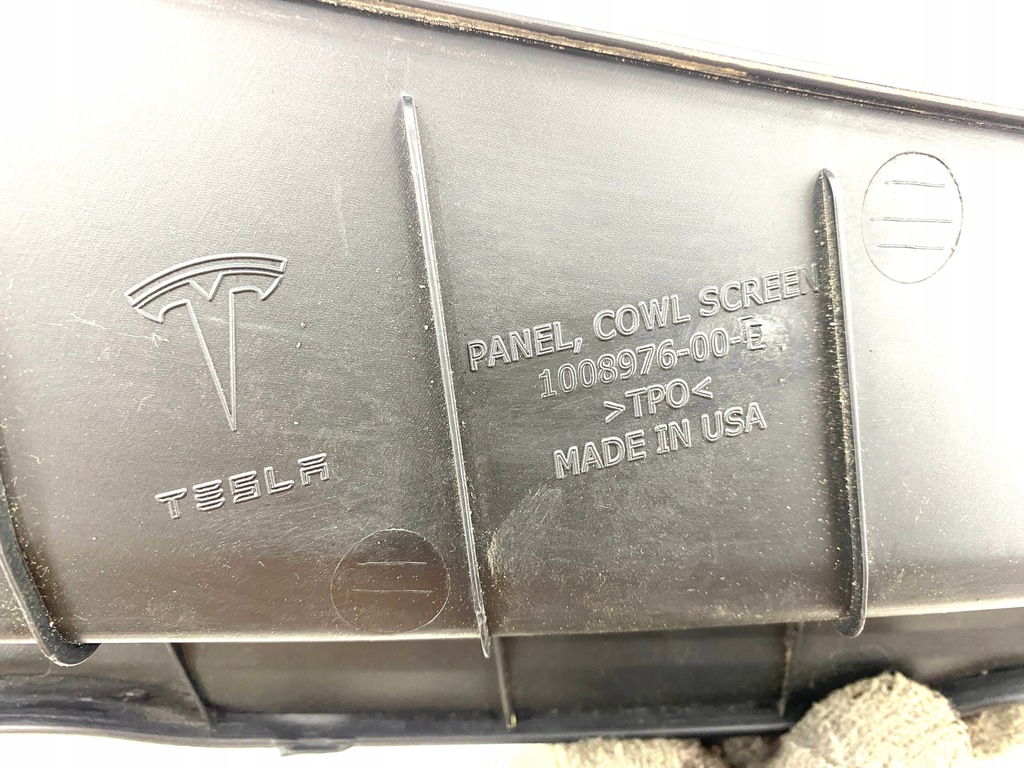 TESLA
PANEL, COWL SCREEN
1008976-00-E
>TPO<
MADE IN USA